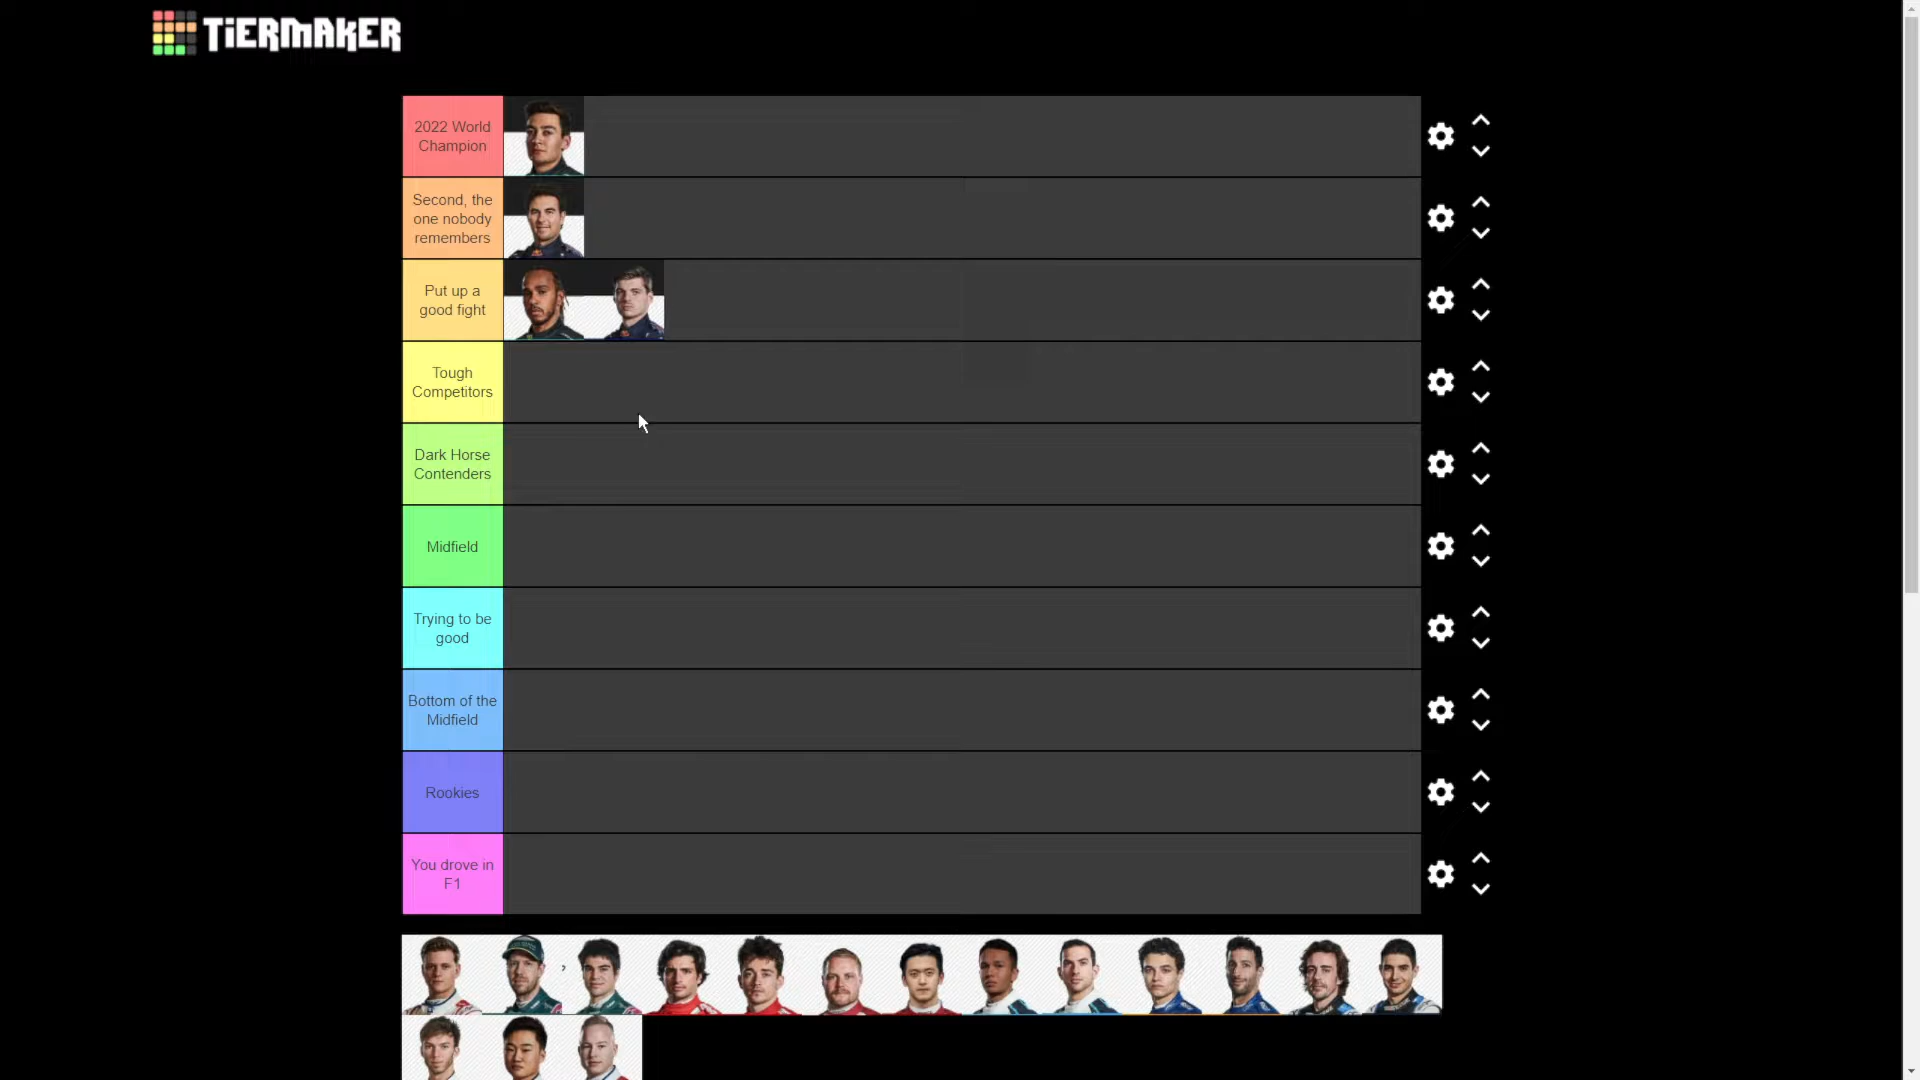 TiERMAKER
2022 World
Champion
Second, the
one nobody
remembers
Put up a
good fight
Tough
Competitors
Dark Horse
Contenders
Midfield
Trying to be
good
Bottom of the
Midfield
Rookies
You drove in
F1